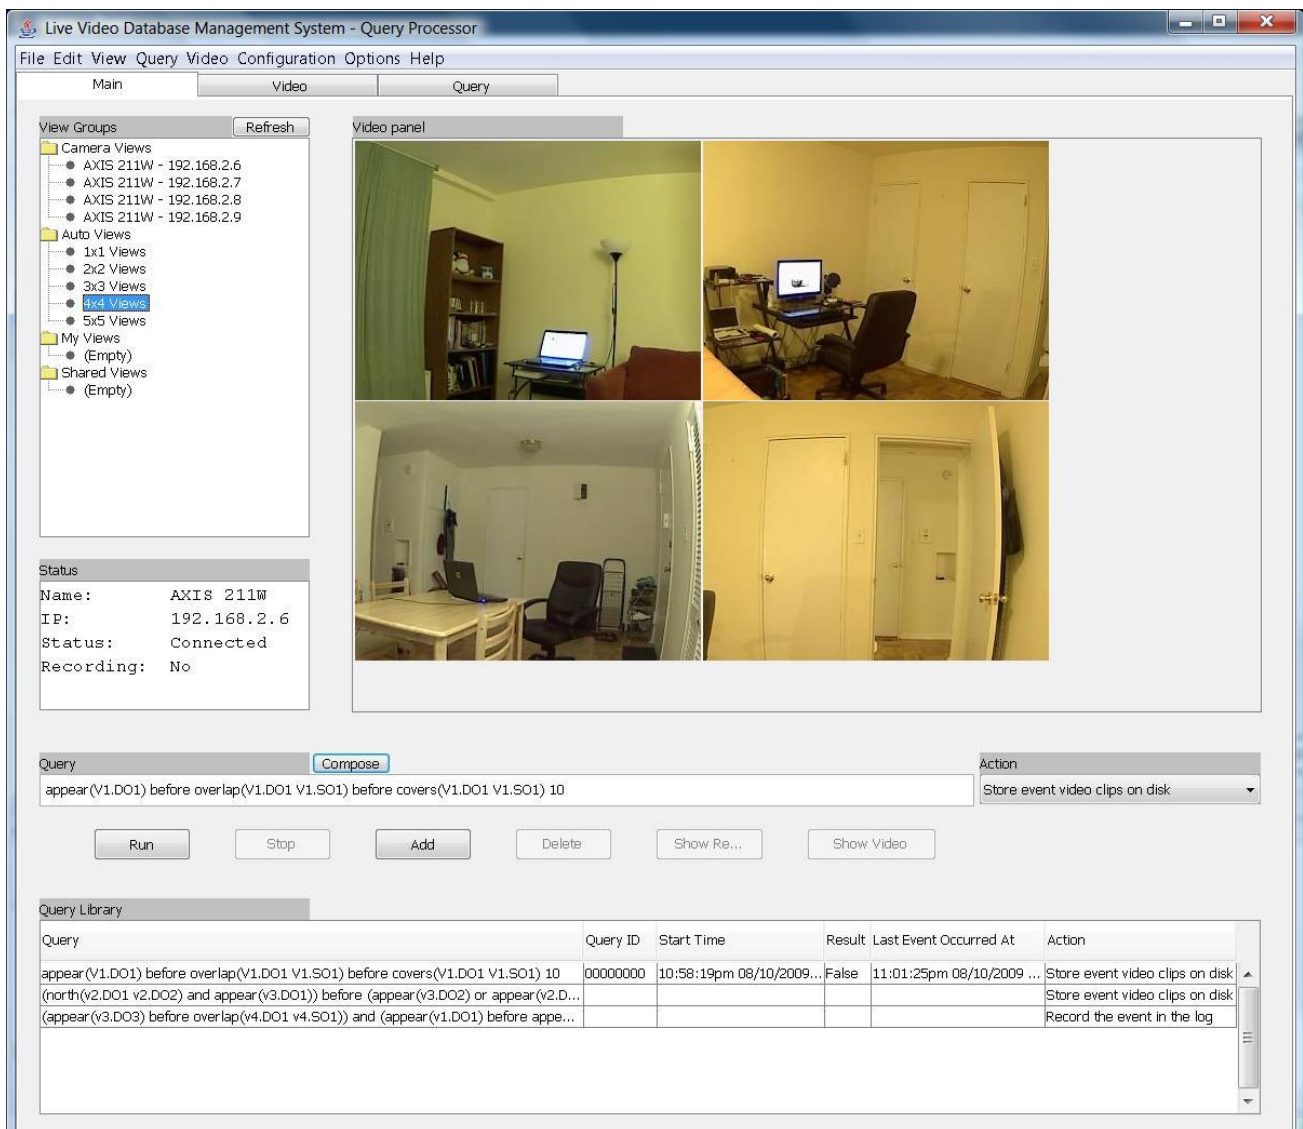 Live Video Database Management System - Query Processor
File Edit View Query Video Configuration Options Help
Main Video Query
View Groups Refresh Video panel
Camera Views
AXIS 211W - 192.168.2.6
AXIS 211W - 192.168.2.7
AXIS 211W - 192.168.2.8
AXIS 211W - 192.168.2.9
Auto Views
1x1 Views
2x2 Views
3x3 Views
4x4 Views
5x5 Views
My Views
(Empty)
Shared Views
(Empty)
Status
Name: AXIS 211W
IP: 192.168.2.6
Status: Connected
Recording: No
Query Compose Action
appear(V1.DO1) before overlap(V1.DO1 V1.SO1) before covers(V1.DO1 V1.SO1) 10 Store event video clips on disk
Run Stop Add Delete Show Re... Show Video
Query Library
Query Query ID Start Time Result Last Event Occurred At Action
appear(V1.DO1) before overlap(V1.DO1 V1.SO1) before covers(V1.DO1 V1.SO1) 10 00000000 10:58:19pm 08/10/2009... False 11:01:25pm 08/10/2009 ... Store event video clips on disk
(north(v2.DO1 v2.DO2) and appear(v3.DO1)) before (appear(v3.DO2) or appear(v2.D... Store event video clips on disk
(appear(v3.DO3) before overlap(v4.DO1 v4.SO1)) and (appear(v1.DO1) before appe... Record the event in the log